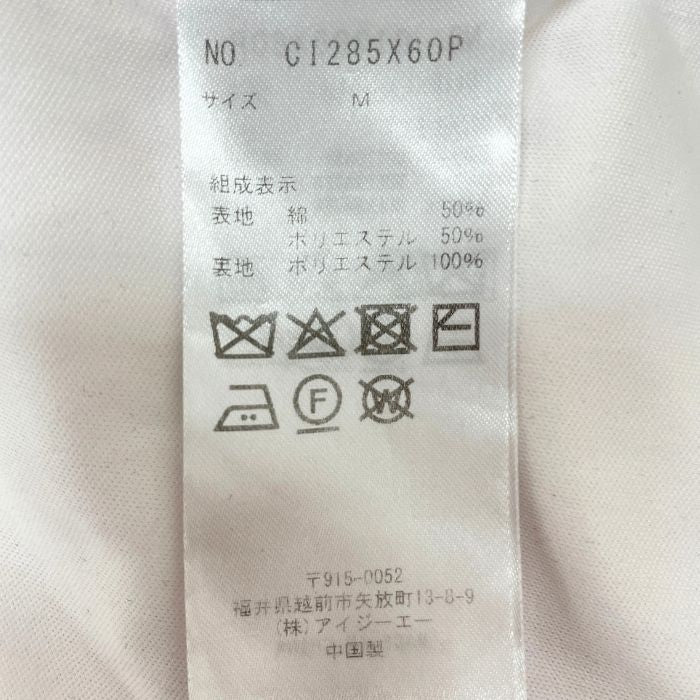 NO CI285X60P
サイズ M
組成表示
表地 綿 50%
ポリエステル 50%
裏地 ポリエステル 100%
F
W
〒915-0052
福井県越前市矢放町13-8-9
(株)アイジーエー
中国製